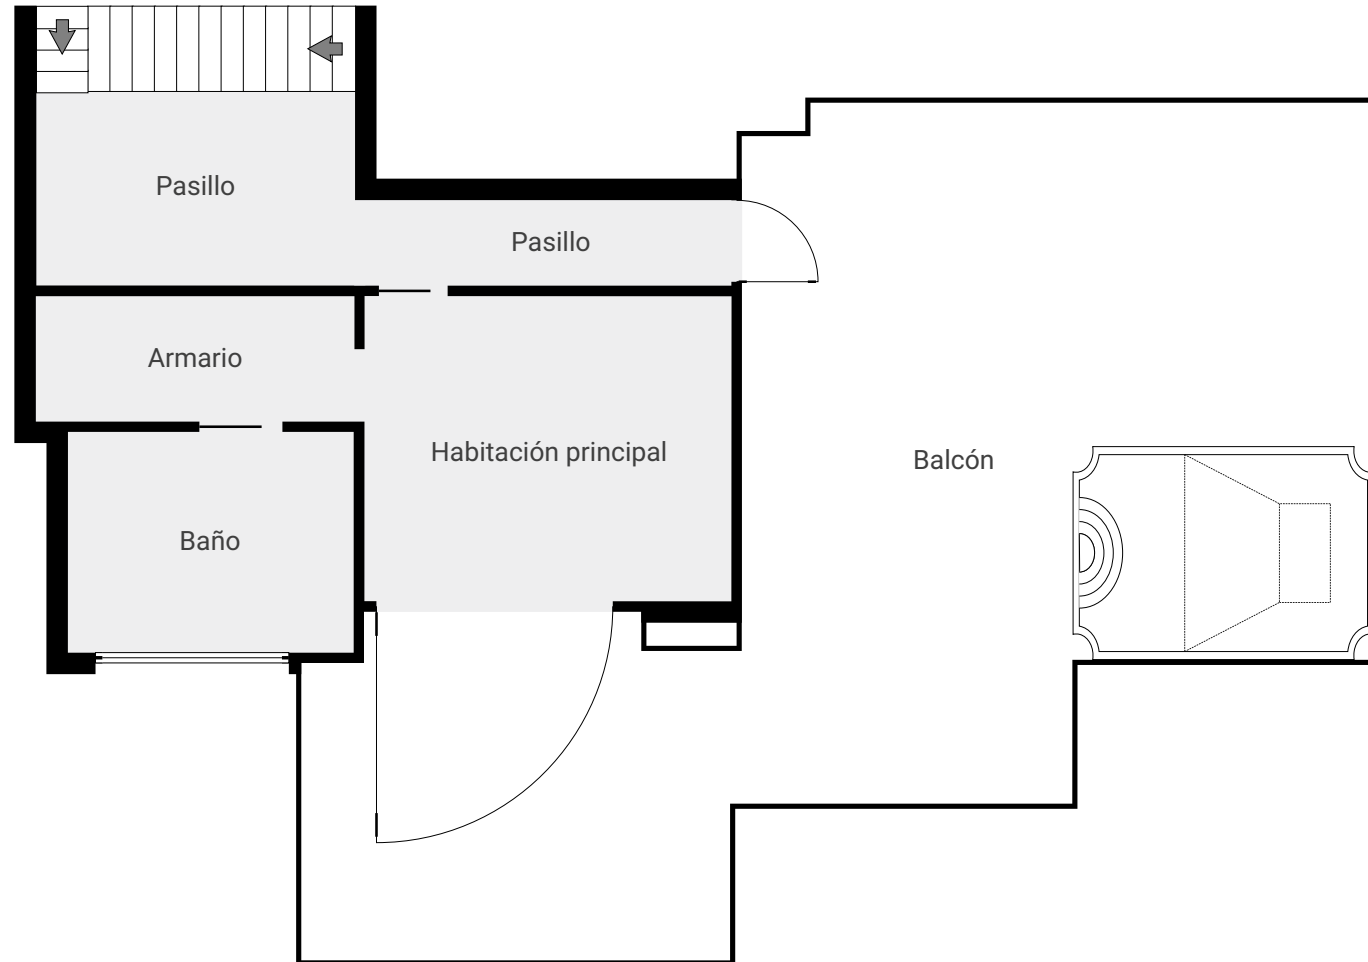 Pasillo
Pasillo
Armario
Habitación principal
Balcón
Baño